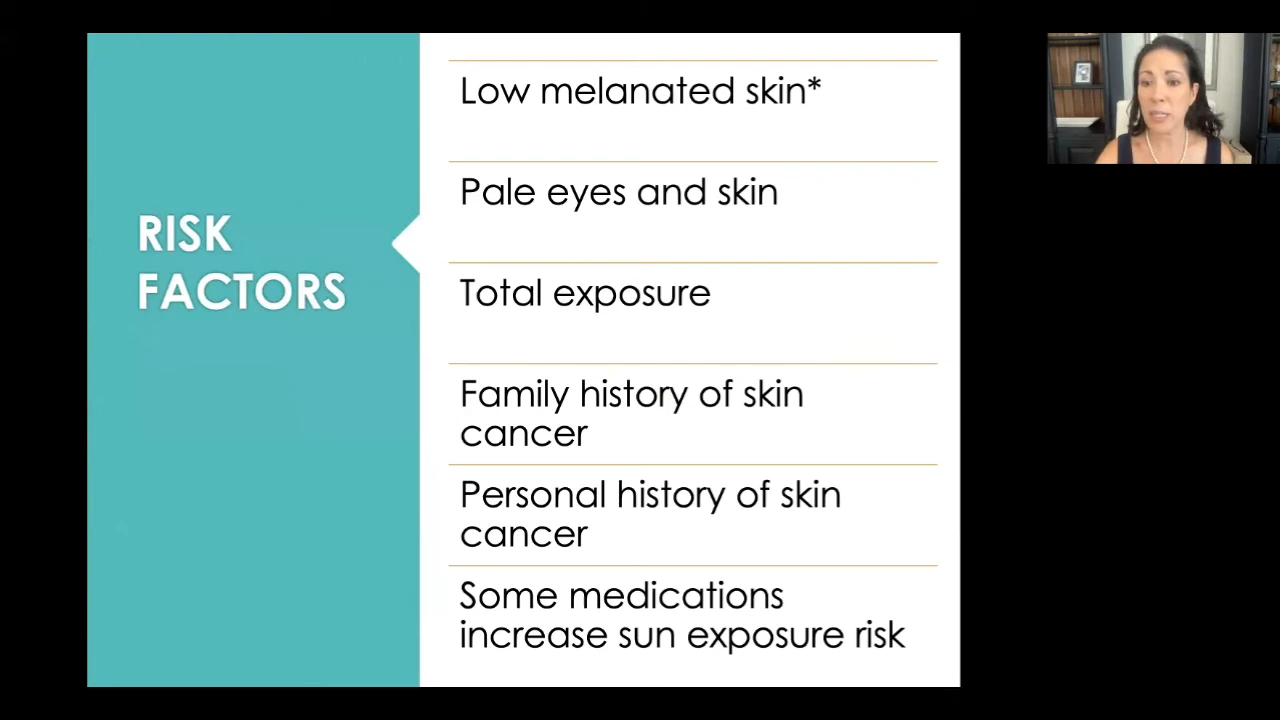 RISK
FACTORS
Low melanated skin*
Pale eyes and skin
Total exposure
Family history of skin
cancer
Personal history of skin
cancer
Some medications
increase sun exposure risk